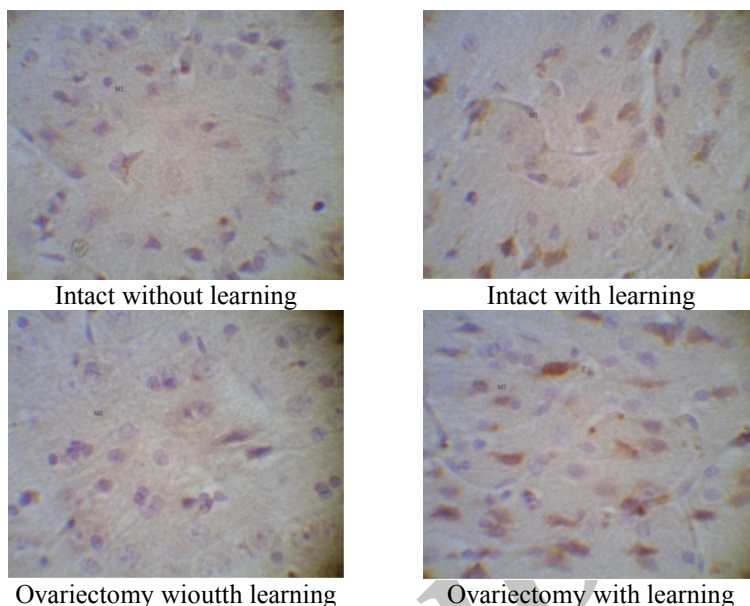 Intact without learning
Intact with learning
Ovariectomy wioutth learning
Ovariectomy with learning